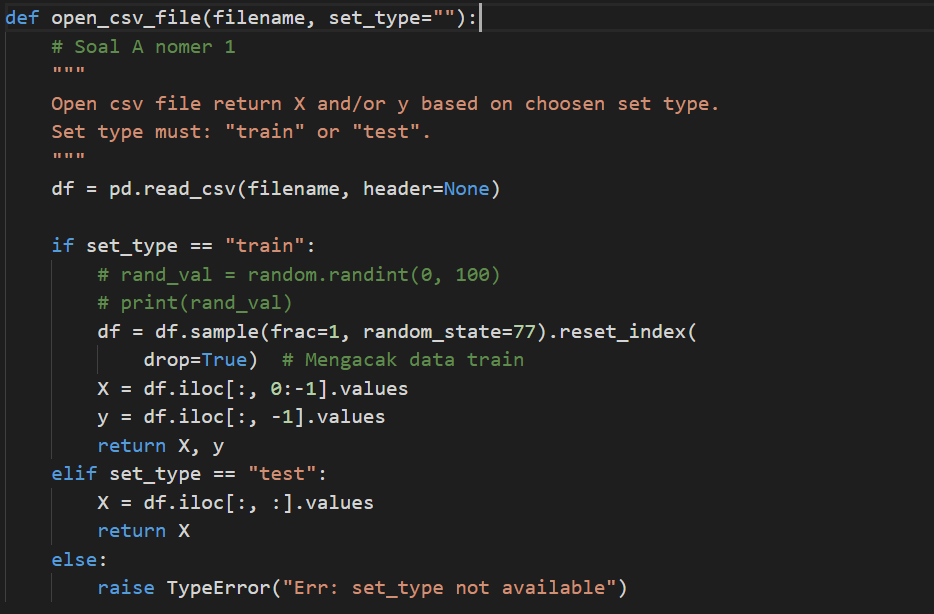 def open_csv_file(filename, set_type=""):
    # Soal A nomer 1
    """
    Open csv file return X and/or y based on choosen set type.
    Set type must: "train" or "test".
    """
    df = pd.read_csv(filename, header=None)

    if set_type == "train":
        # rand_val = random.randint(0, 100)
        # print(rand_val)
        df = df.sample(frac=1, random_state=77).reset_index(
            drop=True)  # Mengacak data train
        X = df.iloc[:, 0:-1].values
        y = df.iloc[:, -1].values
        return X, y
    elif set_type == "test":
        X = df.iloc[:, :].values
        return X
    else:
        raise TypeError("Err: set_type not available")